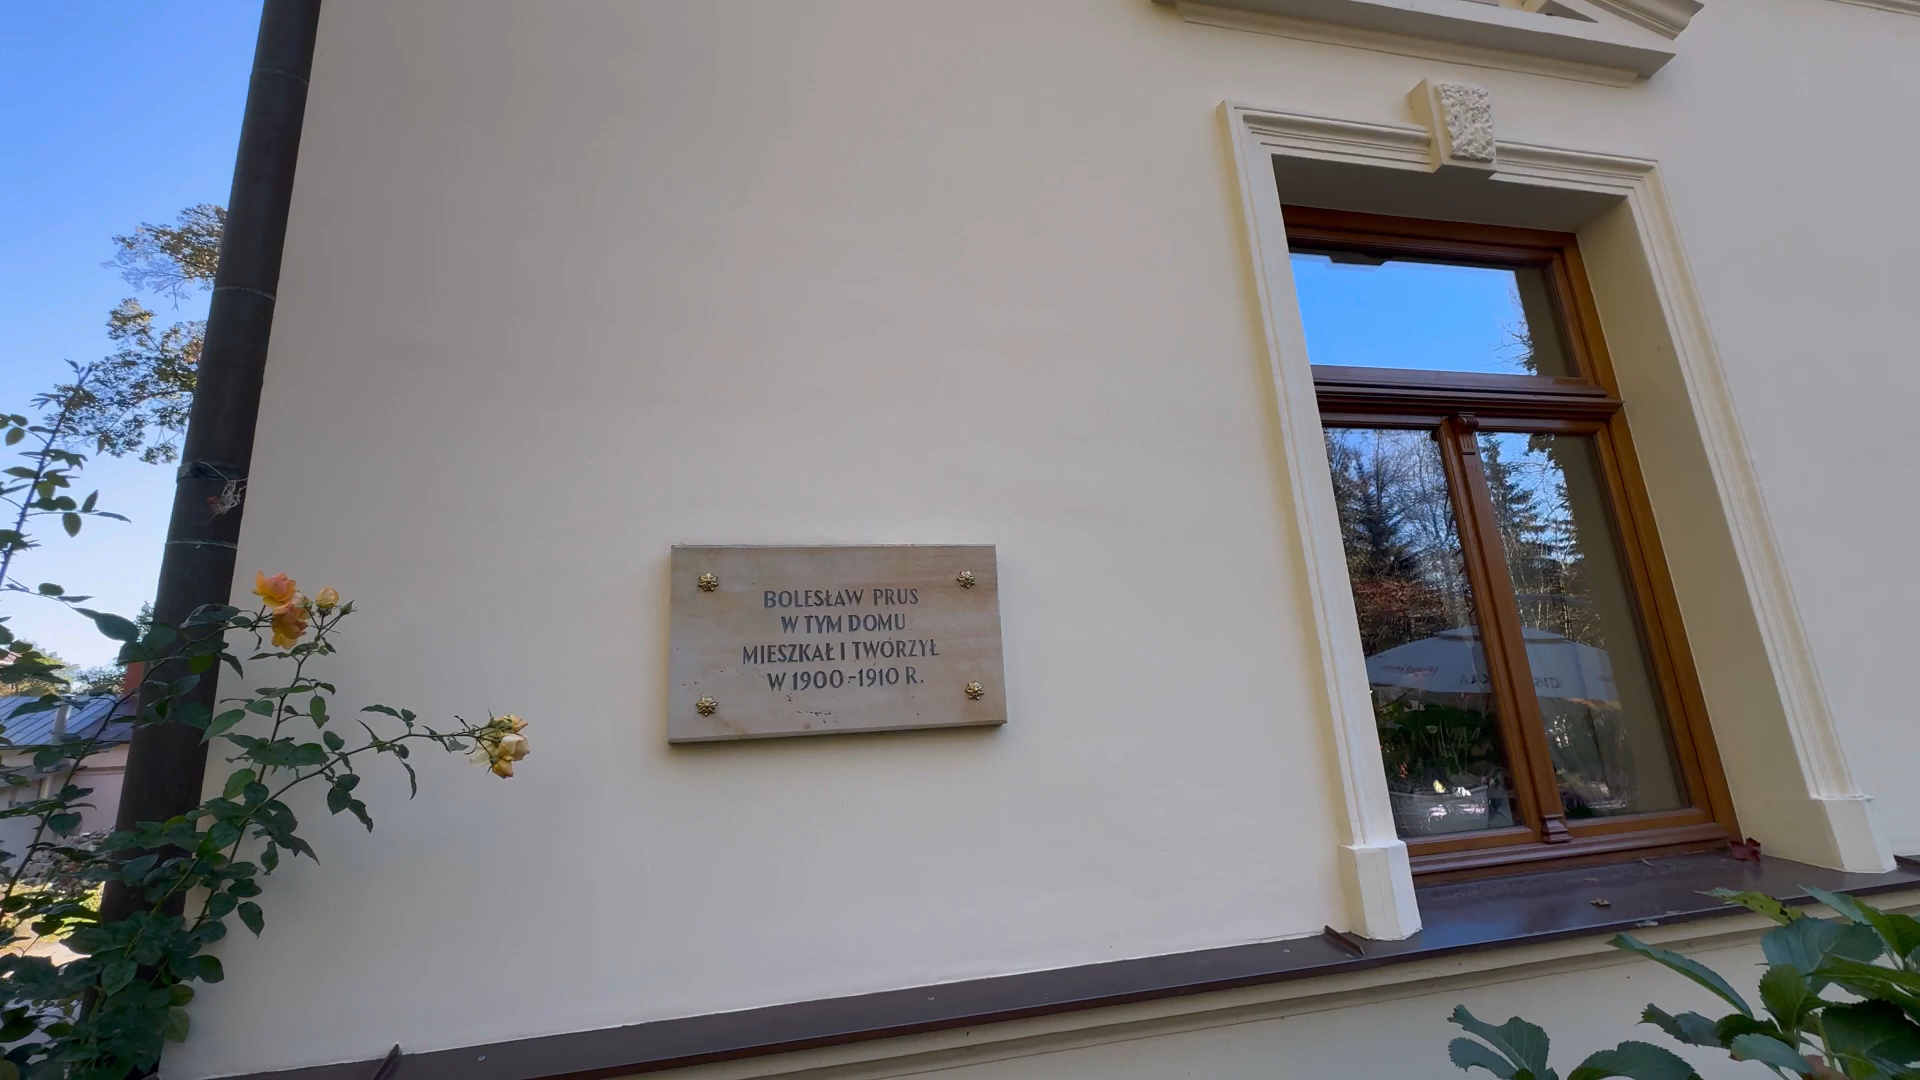 BOLESŁAW PRUS
W TYM DOMU
MIESZKAŁ I TWORZYŁ
W 1900-1910 R.